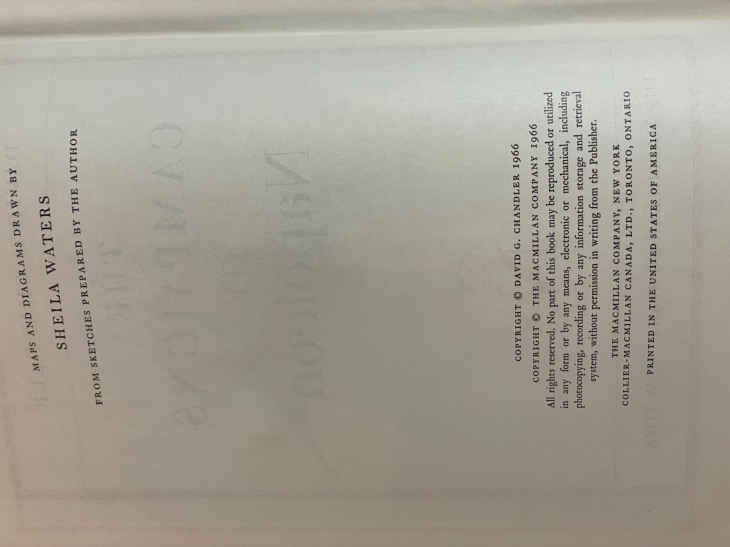 MAPS AND DIAGRAMS DRAWN BY
SHEILA WATERS
FROM SKETCHES PREPARED BY THE AUTHOR
COPYRIGHT © DAVID G. CHANDLER 1966
COPYRIGHT © THE MACMILLAN COMPANY 1966
All rights reserved. No part of this book may be reproduced or utilized
in any form or by any means, electronic or mechanical, including
photocopying, recording or by any information storage and retrieval
system, without permission in writing from the Publisher.
THE MACMILLAN COMPANY, NEW YORK
COLLIER-MACMILLAN CANADA, LTD., TORONTO, ONTARIO
PRINTED IN THE UNITED STATES OF AMERICA